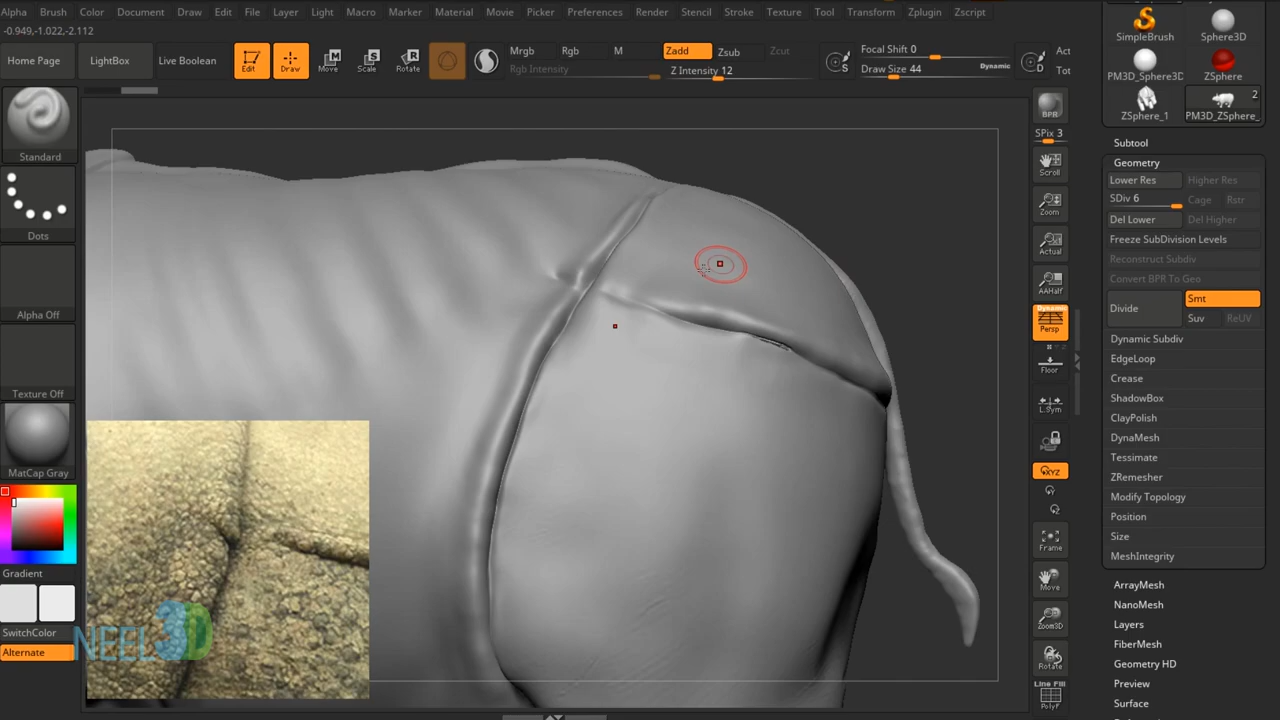 Alpha Brush Color Document Draw Edit File Layer Light Macro Marker Material Movie Picker Preferences Render Stencil Stroke Texture Tool Transform Zplugin Zscript
-0.949,-1.022,-2.112
Home Page LightBox Live Boolean Edit Draw Move Scale Rotate
Mrgb Rgb M Zadd Zsub Zcut
Rgb Intensity Z Intensity 12
S
Focal Shift 0
Draw Size 44 Dynamic
D
Act
Tot
Standard
Dots
Alpha Off
Texture Off
MatCap Gray
Gradient
SwitchColor
Alternate
NEEL3D
BPR
SPix 3
Scroll
Zoom
Actual
AAHalf
Dynamic
Persp
Floor
L.Sym
XYZ
Frame
Move
Zoom3D
Rotate
Line Fill
PolyF
SimpleBrush Sphere3D
PM3D_Sphere3D ZSphere
2
ZSphere_1 PM3D_ZSphere_
Subtool
Geometry
Lower Res Higher Res
SDiv 6 Cage Rstr
Del Lower Del Higher
Freeze SubDivision Levels
Reconstruct Subdiv
Convert BPR To Geo
Divide Smt
Suv ReUV
Dynamic Subdiv
EdgeLoop
Crease
ShadowBox
ClayPolish
DynaMesh
Tessimate
ZRemesher
Modify Topology
Position
Size
MeshIntegrity
ArrayMesh
NanoMesh
Layers
FiberMesh
Geometry HD
Preview
Surface